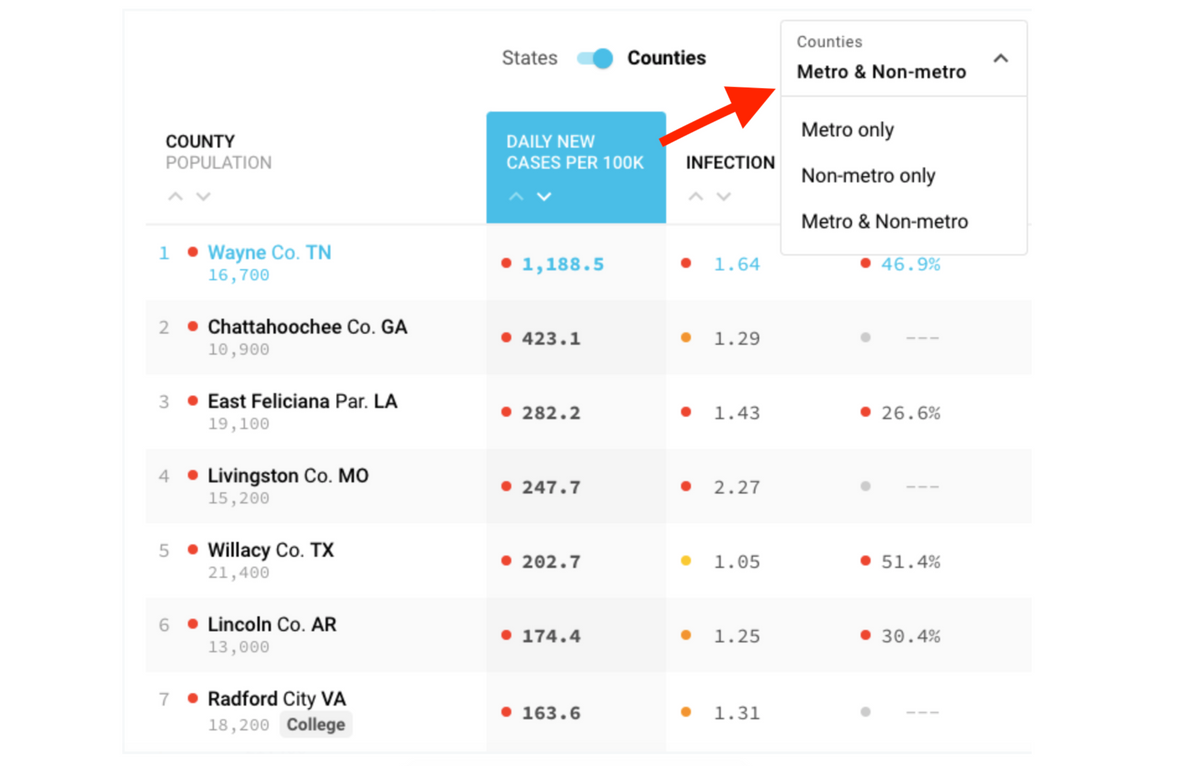 States Counties
Counties
Metro & Non-metro
Metro only
Non-metro only
Metro & Non-metro
COUNTY
POPULATION
DAILY NEW
CASES PER 100K
INFECTION
1 Wayne Co. TN
16,700
1,188.5 1.64 46.9%
2 Chattahoochee Co. GA
10,900
423.1 1.29 ---
3 East Feliciana Par. LA
19,100
282.2 1.43 26.6%
4 Livingston Co. MO
15,200
247.7 2.27 ---
5 Willacy Co. TX
21,400
202.7 1.05 51.4%
6 Lincoln Co. AR
13,000
174.4 1.25 30.4%
7 Radford City VA
18,200 College
163.6 1.31 ---